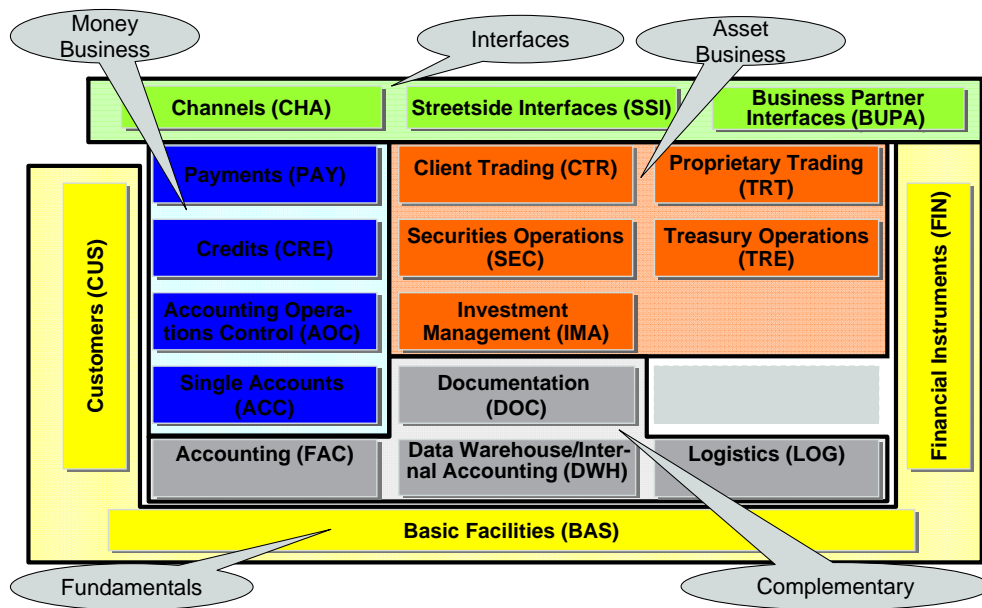 Money
Business
Interfaces
Asset
Business
Channels (CHA)
Streetside Interfaces (SSI)
Business Partner
Interfaces (BUPA)
Payments (PAY)
Client Trading (CTR)
Proprietary Trading
(TRT)
Credits (CRE)
Securities Operations
(SEC)
Treasury Operations
(TRE)
Accounting Opera-
tions Control (AOC)
Investment
Management (IMA)
Single Accounts
(ACC)
Documentation
(DOC)
Accounting (FAC)
Data Warehouse/Inter-
nal Accounting (DWH)
Logistics (LOG)
Customers (CUS)
Financial Instruments (FIN)
Basic Facilities (BAS)
Fundamentals
Complementary